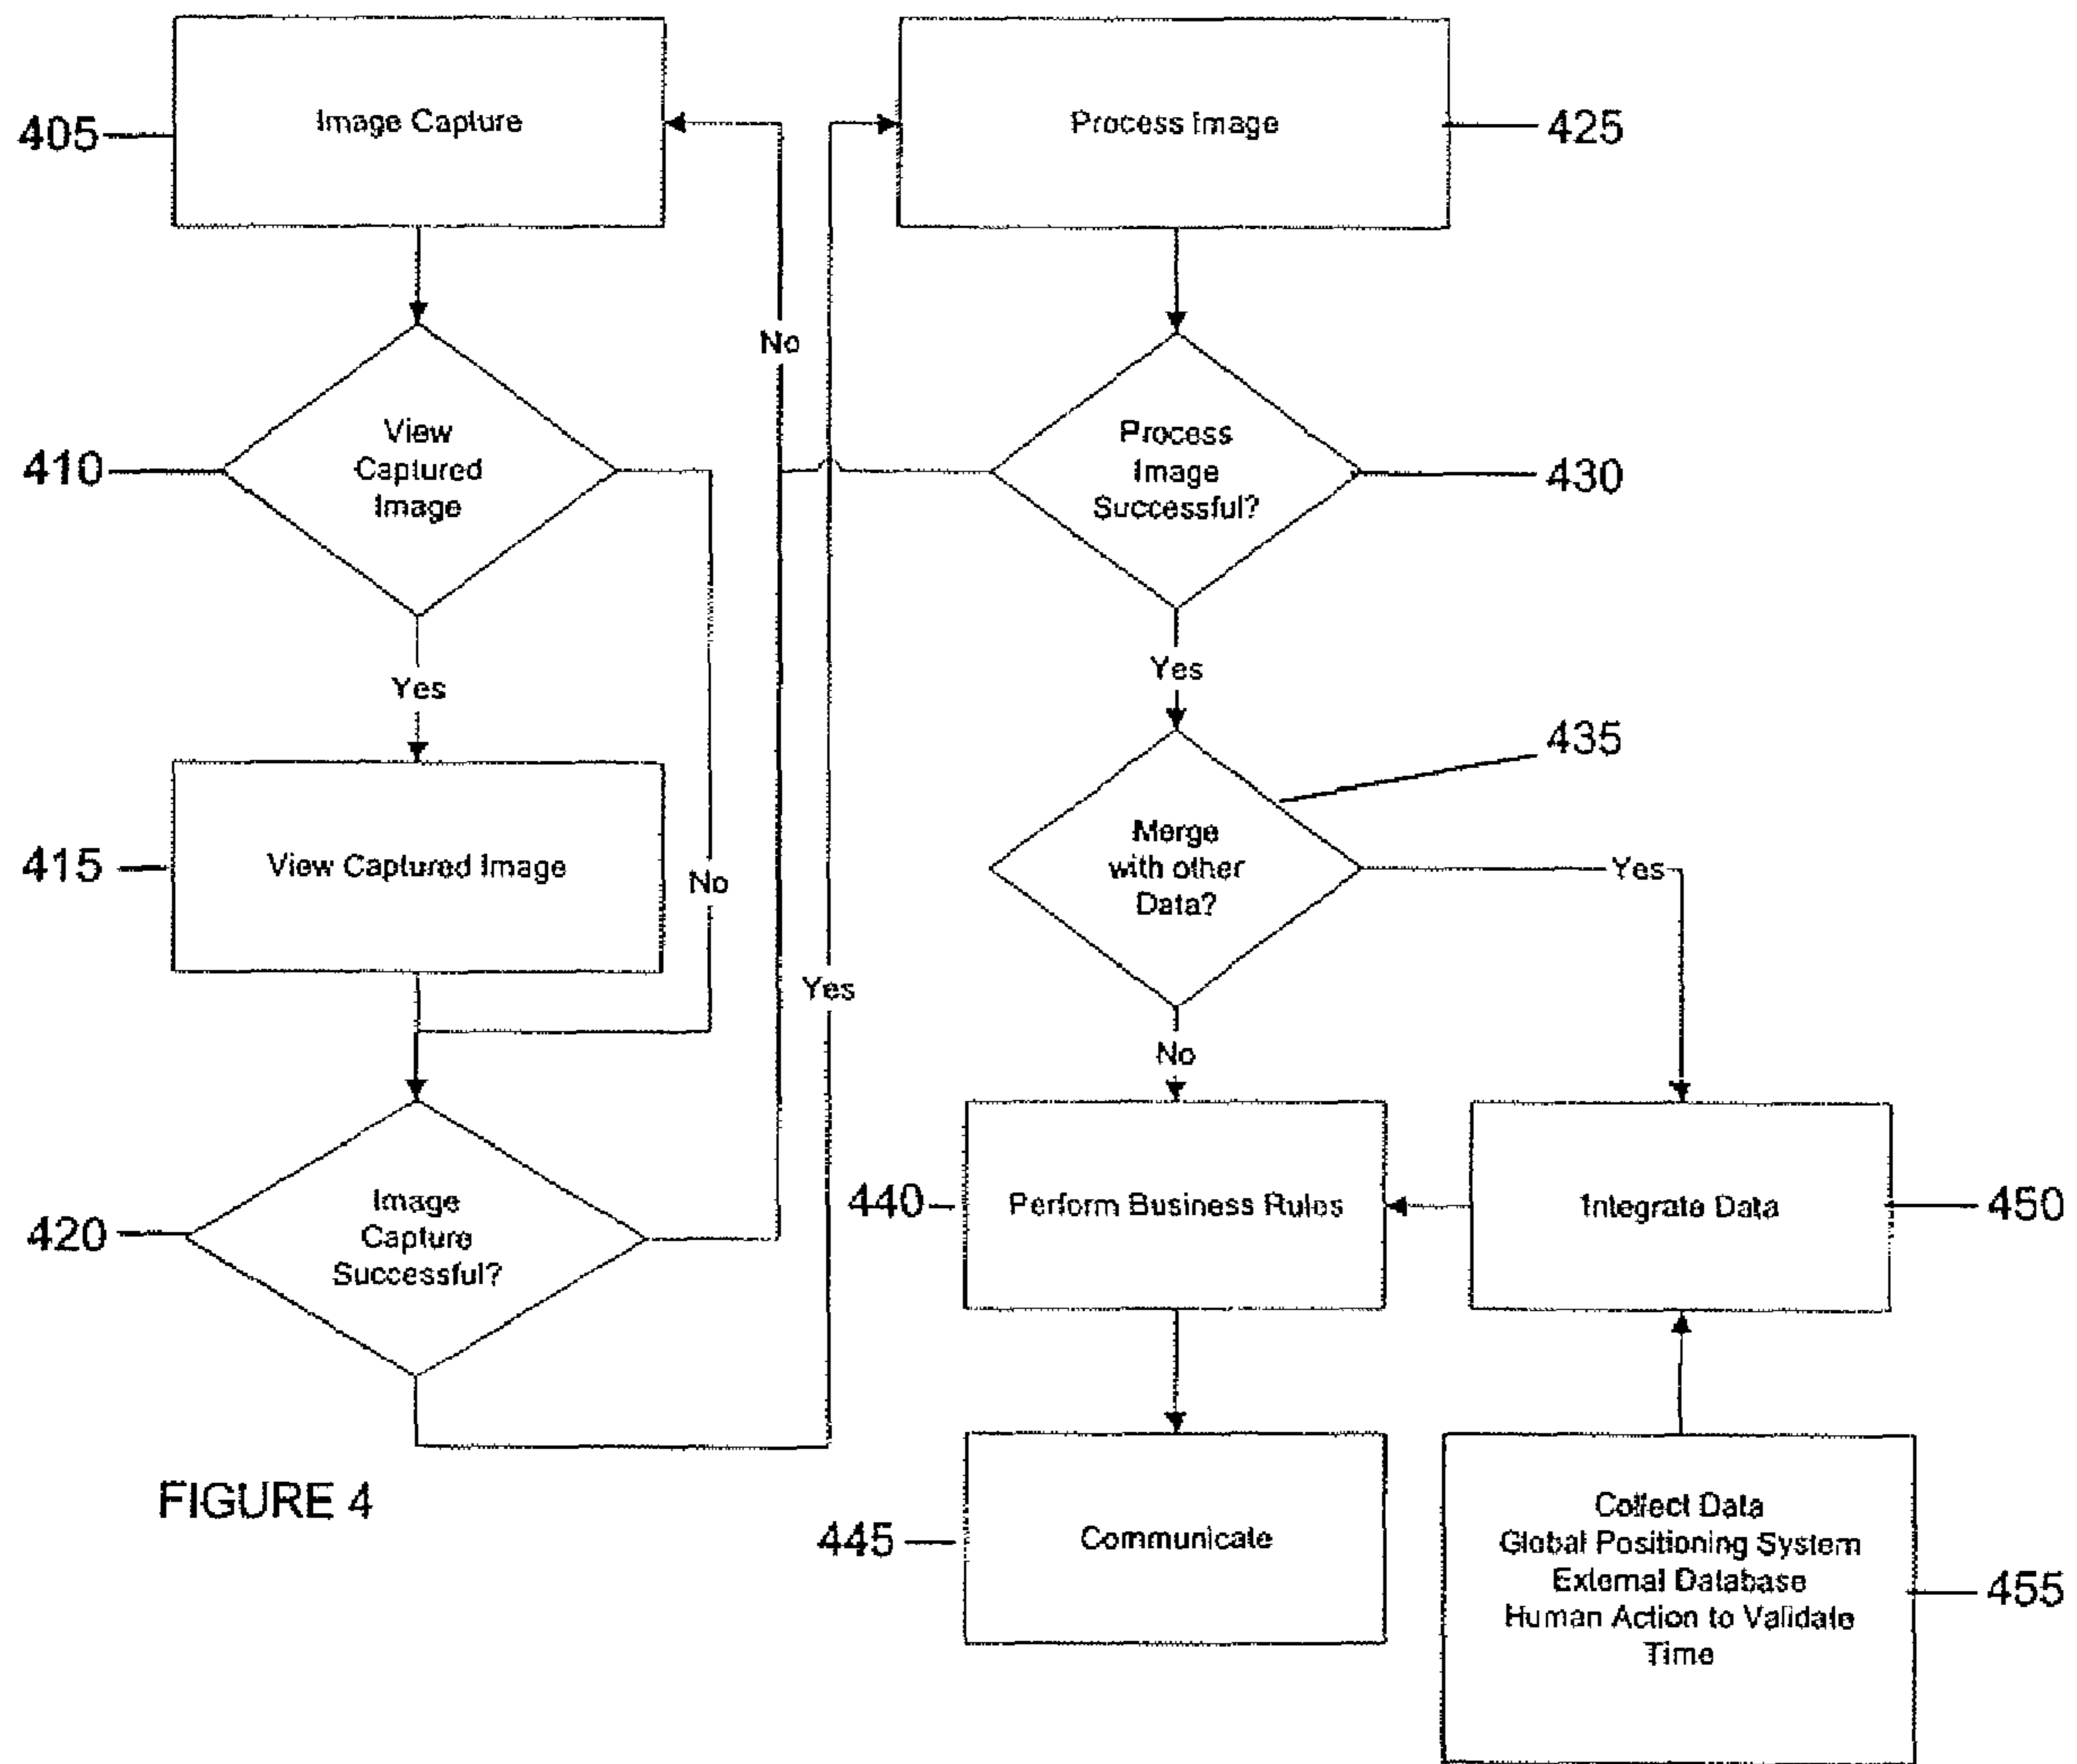 405
Image Capture
Process Image
425
No
410
View
Captured
Image
Process
Image
Successful?
430
Yes
Yes
435
415
View Captured Image
No
Merge
with other
Data?
Yes
Yes
No
420
Image
Capture
Successful?
440
Perform Business Rules
Integrate Data
450
FIGURE 4
445
Communicate
Collect Data
Global Positioning System
External Database
Human Action to Validate
Time
455